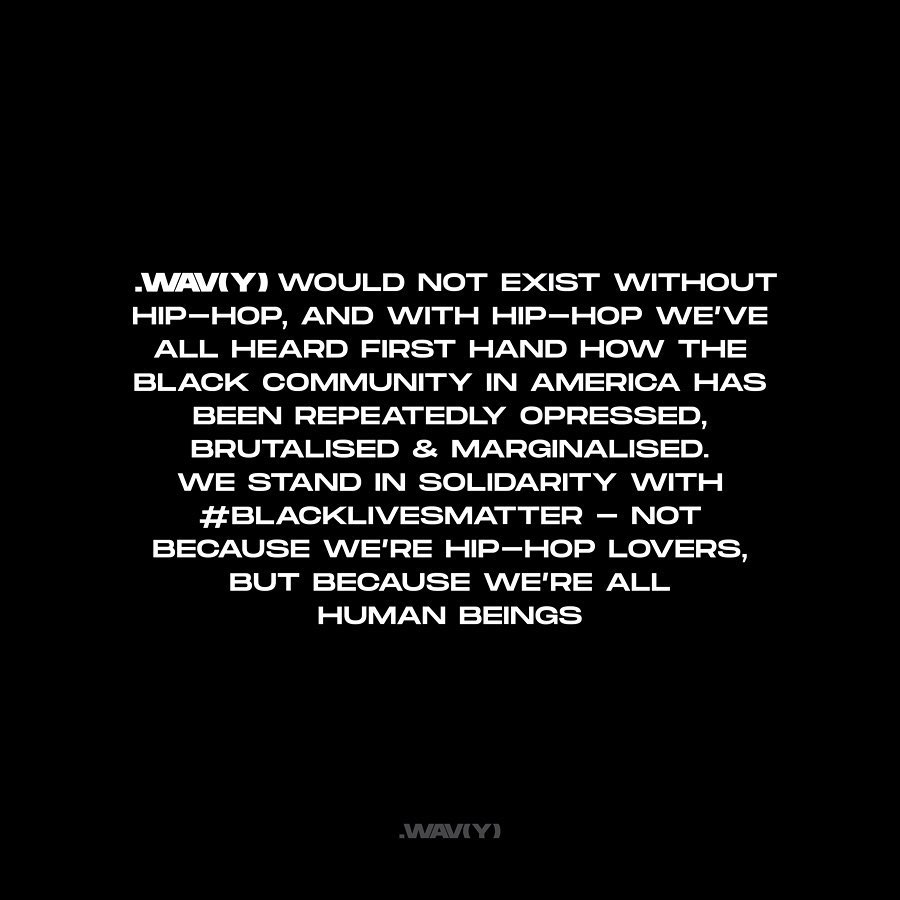 .WAV(Y) WOULD NOT EXIST WITHOUT
HIP–HOP, AND WITH HIP–HOP WE'VE
ALL HEARD FIRST HAND HOW THE
BLACK COMMUNITY IN AMERICA HAS
BEEN REPEATEDLY OPRESSED,
BRUTALISED & MARGINALISED.
WE STAND IN SOLIDARITY WITH
#BLACKLIVESMATTER – NOT
BECAUSE WE'RE HIP–HOP LOVERS,
BUT BECAUSE WE'RE ALL
HUMAN BEINGS
.WAV(Y)